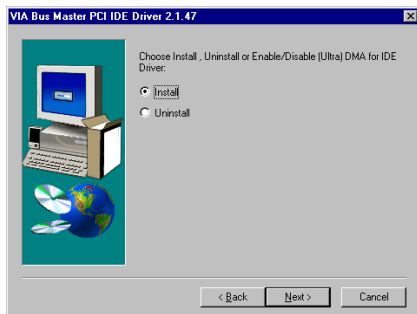 VIA Bus Master PCI IDE Driver 2.1.47
Choose Install , Uninstall or Enable/Disable (Ultra) DMA for IDE
Driver:
Install
Uninstall
< Back Next > Cancel